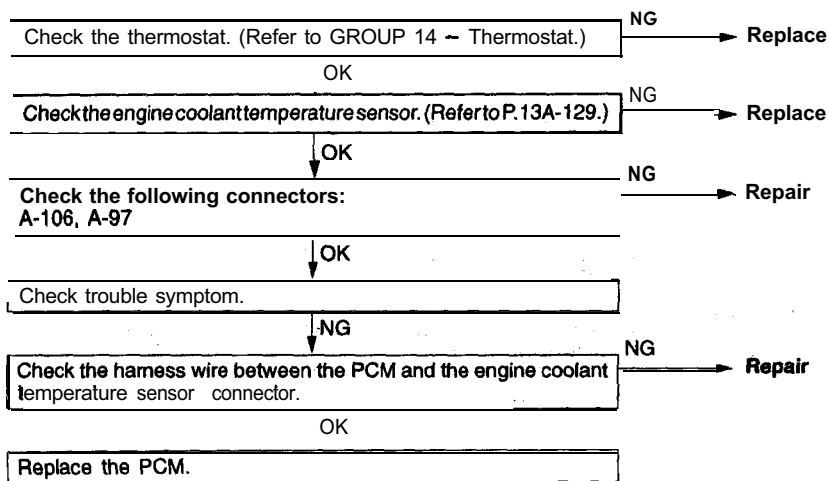 NG
Check the thermostat. (Refer to GROUP 14 – Thermostat.)
Replace
OK
NG
Check the engine coolant temperature sensor. (Refer to P.13A-129.)
Replace
OK
NG
Check the following connectors:
A-106, A-97
Repair
OK
Check trouble symptom.
NG
NG
Check the harness wire between the PCM and the engine coolant
temperature sensor connector.
Repair
OK
Replace the PCM.